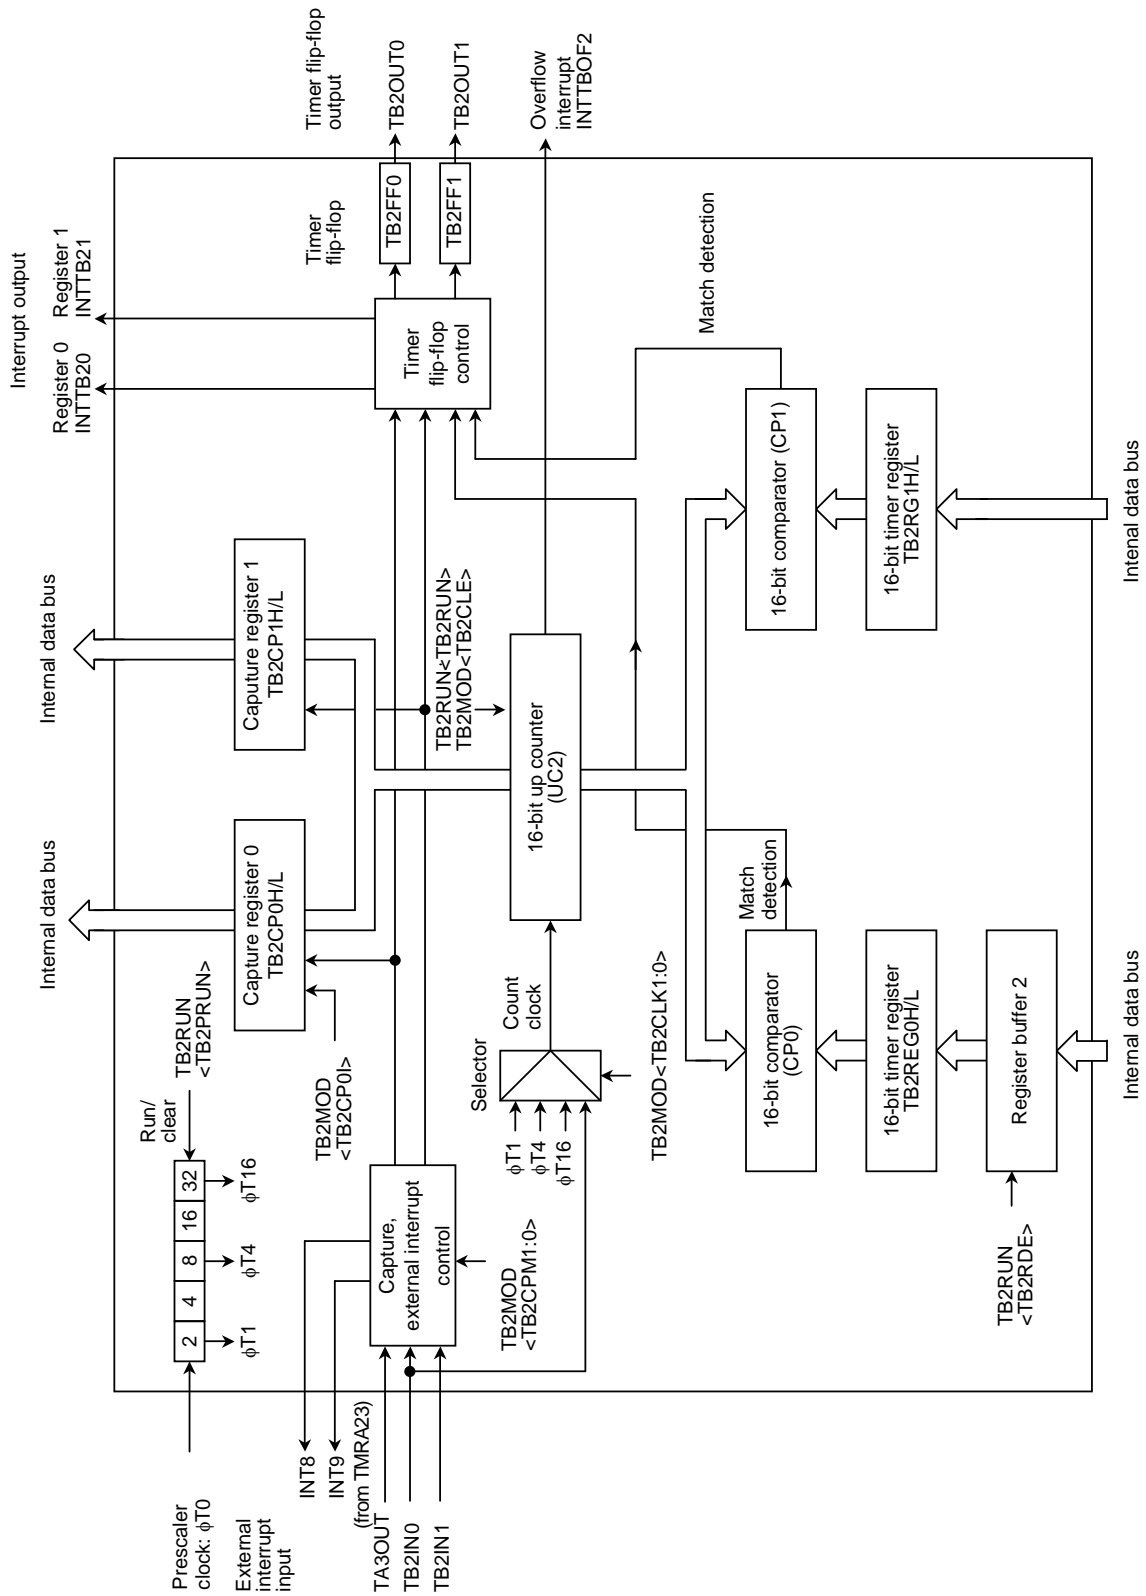 Prescaler
clock: ϕT0
2
4
8
16
32
ϕT1
ϕT4
ϕT16
Run/
clear
TB2RUN
<TB2PRUN>
External
interrupt
input
INT8
INT9
TA3OUT
(from TMRA23)
TB2IN0
TB2IN1
Capture,
external interrupt
control
TB2MOD
<TB2CPM1:0>
TB2MOD
<TB2CP0I>
Internal data bus
Capture register 0
TB2CP0H/L
Internal data bus
Caputure register 1
TB2CP1H/L
Interrupt output
Register 0
INTTB20
Register 1
INTTB21
Timer
flip-flop
control
Timer
flip-flop
TB2FF0
TB2FF1
Timer flip-flop
output
TB2OUT0
TB2OUT1
Selector
ϕT1
ϕT4
ϕT16
Count
clock
TB2MOD<TB2CLK1:0>
TB2RUN<TB2RUN>
TB2MOD<TB2CLE>
16-bit up counter
(UC2)
Overflow
interrupt
INTTBOF2
Match
detection
Match detection
16-bit comparator
(CP0)
16-bit comparator (CP1)
16-bit timer register
TB2REG0H/L
16-bit timer register
TB2RG1H/L
Register buffer 2
TB2RUN
<TB2RDE>
Internal data bus
Intenal data bus